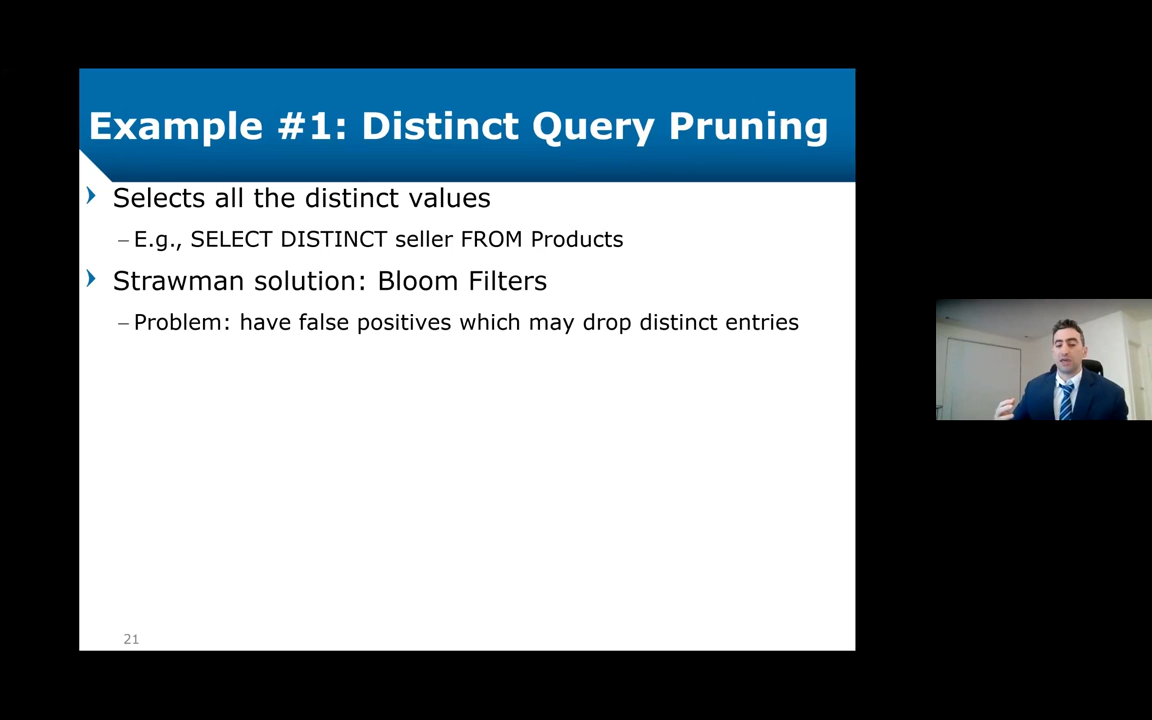 Example #1: Distinct Query Pruning
Selects all the distinct values
–E.g., SELECT DISTINCT seller FROM Products
Strawman solution: Bloom Filters
–Problem: have false positives which may drop distinct entries
21